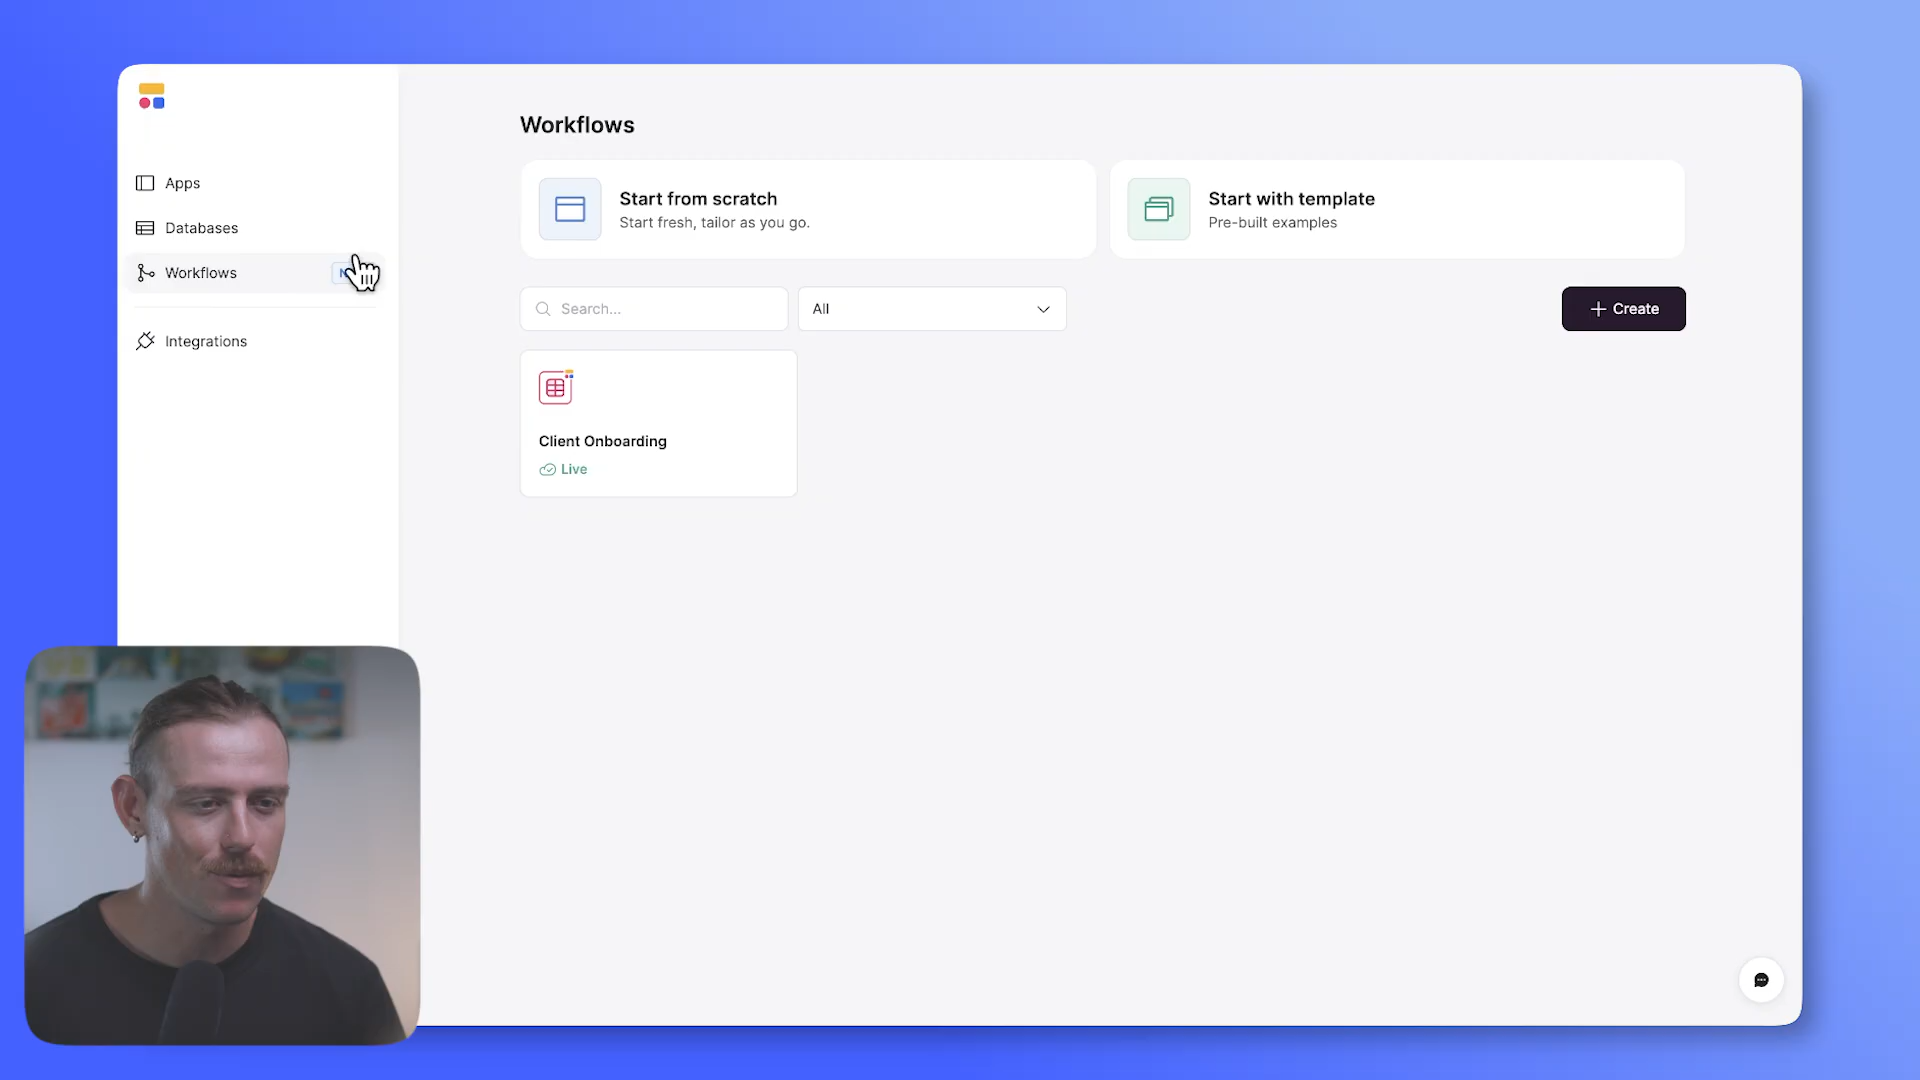 Apps
Databases
Workflows
Integrations
Workflows
Start from scratch
Start fresh, tailor as you go.
Start with template
Pre-built examples
Search...
All
Create
Client Onboarding
Live